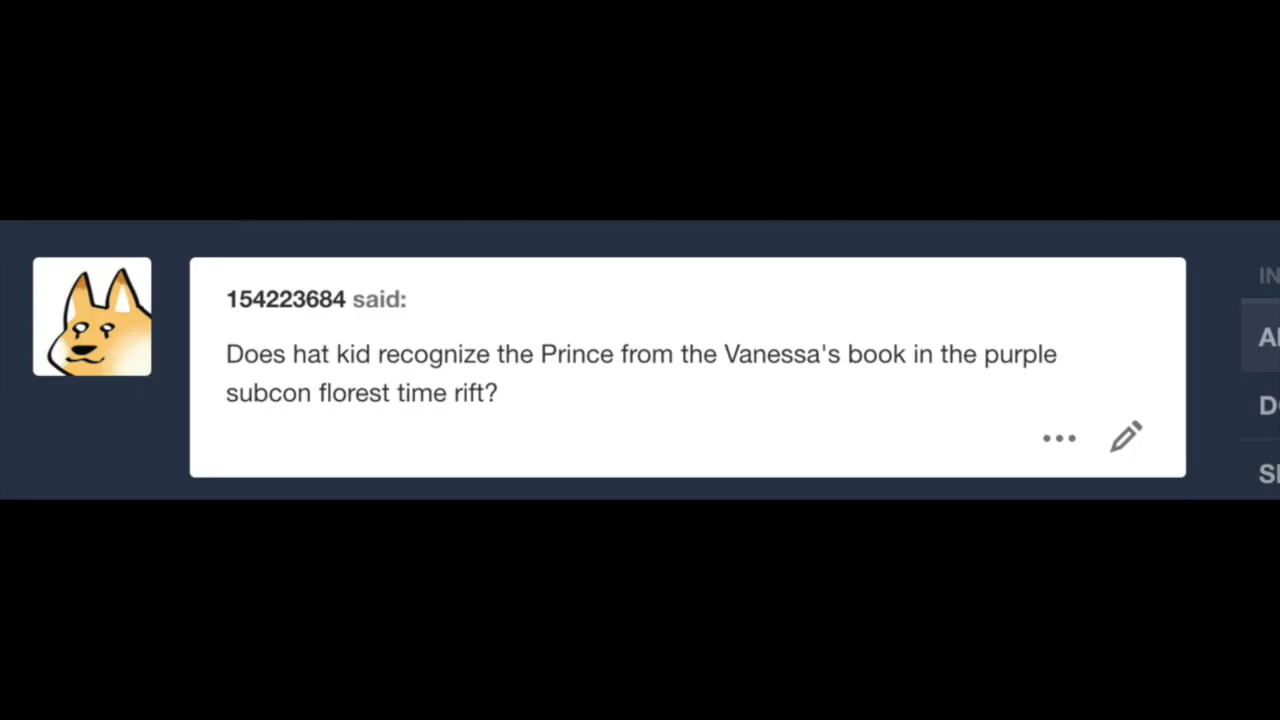 154223684 said:
Does hat kid recognize the Prince from the Vanessa's book in the purple
subcon florest time rift?
IN
D